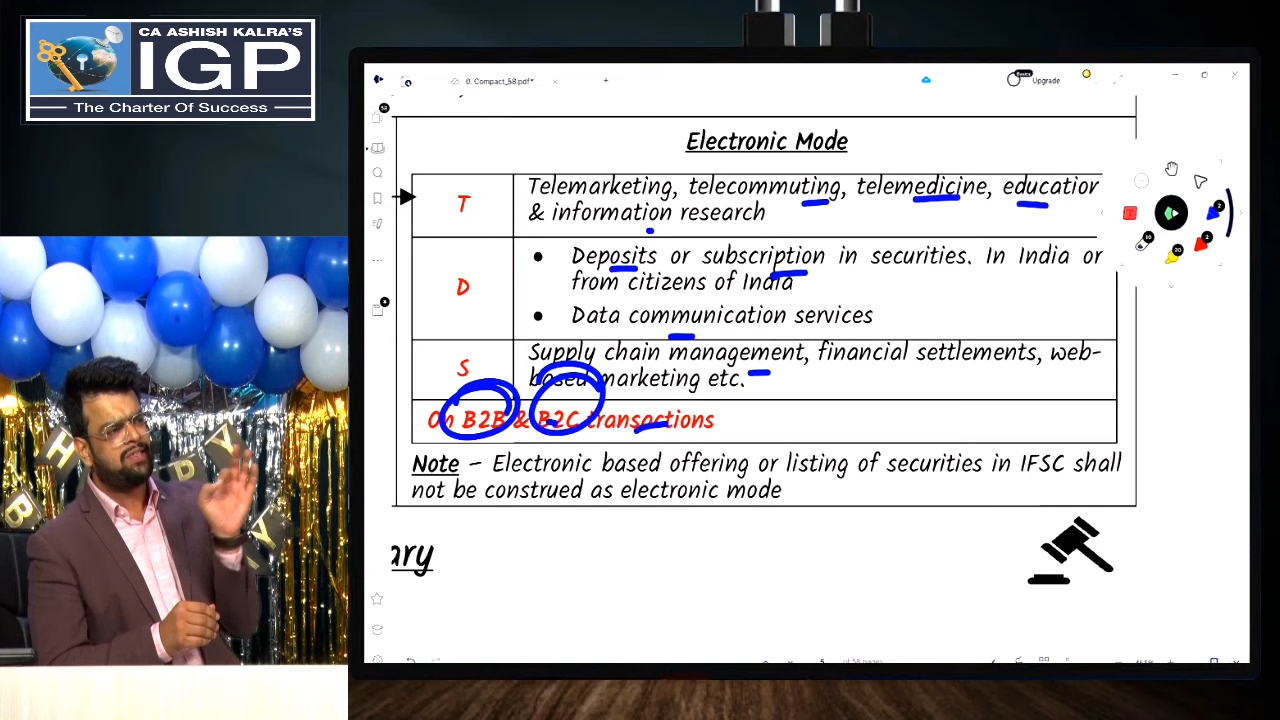 CA ASHISH KALRA'S
IGP
The Charter Of Success
0. Compact_58.pdf*
Upgrade
Electronic Mode
T
Telemarketing, telecommuting, telemedicine, education
& information research
D
Deposits or subscription in securities. In India or
from citizens of India
Data communication services
S
Supply chain management, financial settlements, web-
based marketing etc.
On B2B & B2C transactions
Note – Electronic based offering or listing of securities in IFSC shall
not be construed as electronic mode
ary
H
D
Y
B
Y